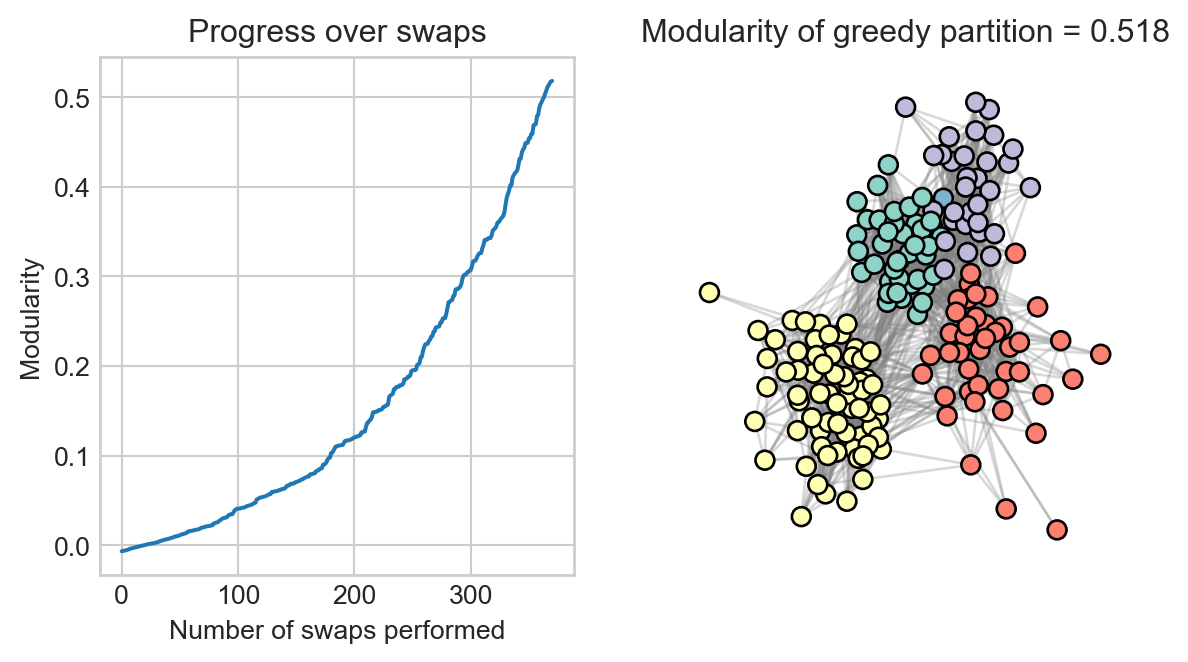 Progress over swaps
Modularity of greedy partition = 0.518
0.5
0.4
0.3
0.2
0.1
0.0
Modularity
0 100 200 300
Number of swaps performed